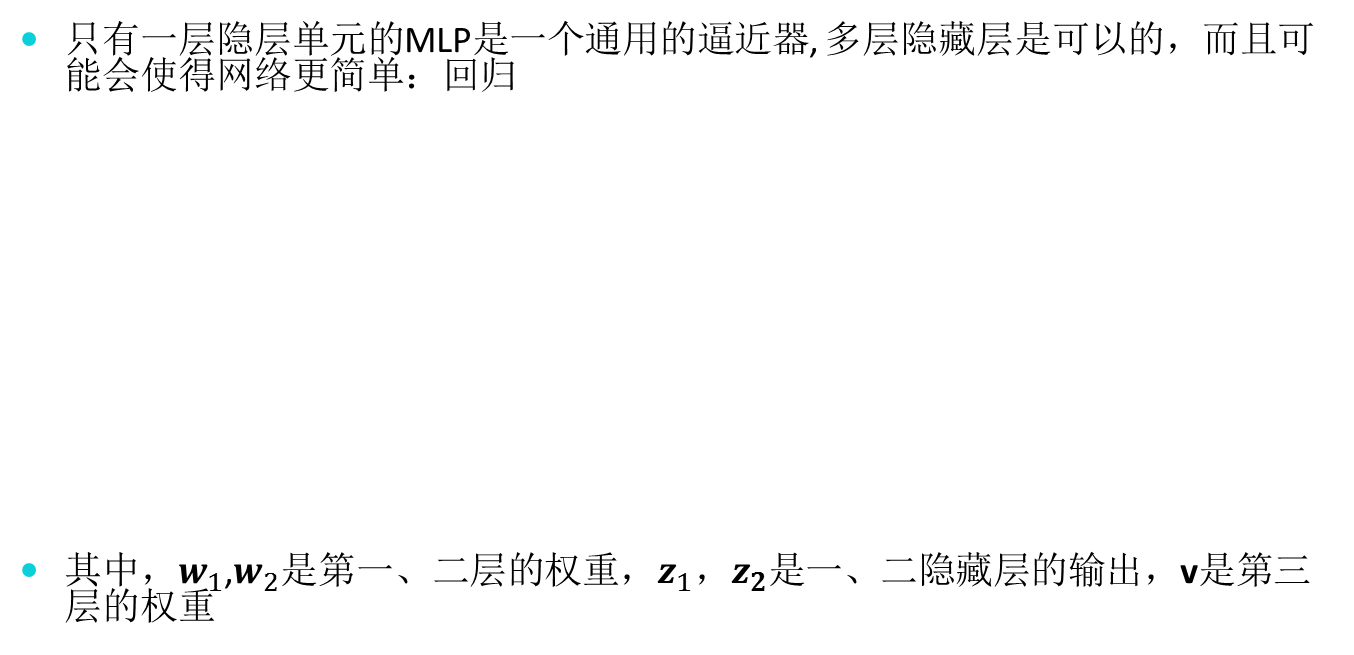 • 只有一层隐层单元的MLP是一个通用的逼近器, 多层隐藏层是可以的，而且可
能会使得网络更简单：回归
• 其中，w₁,w₂是第一、二层的权重，z₁，z₂是一、二隐藏层的输出，v是第三
层的权重